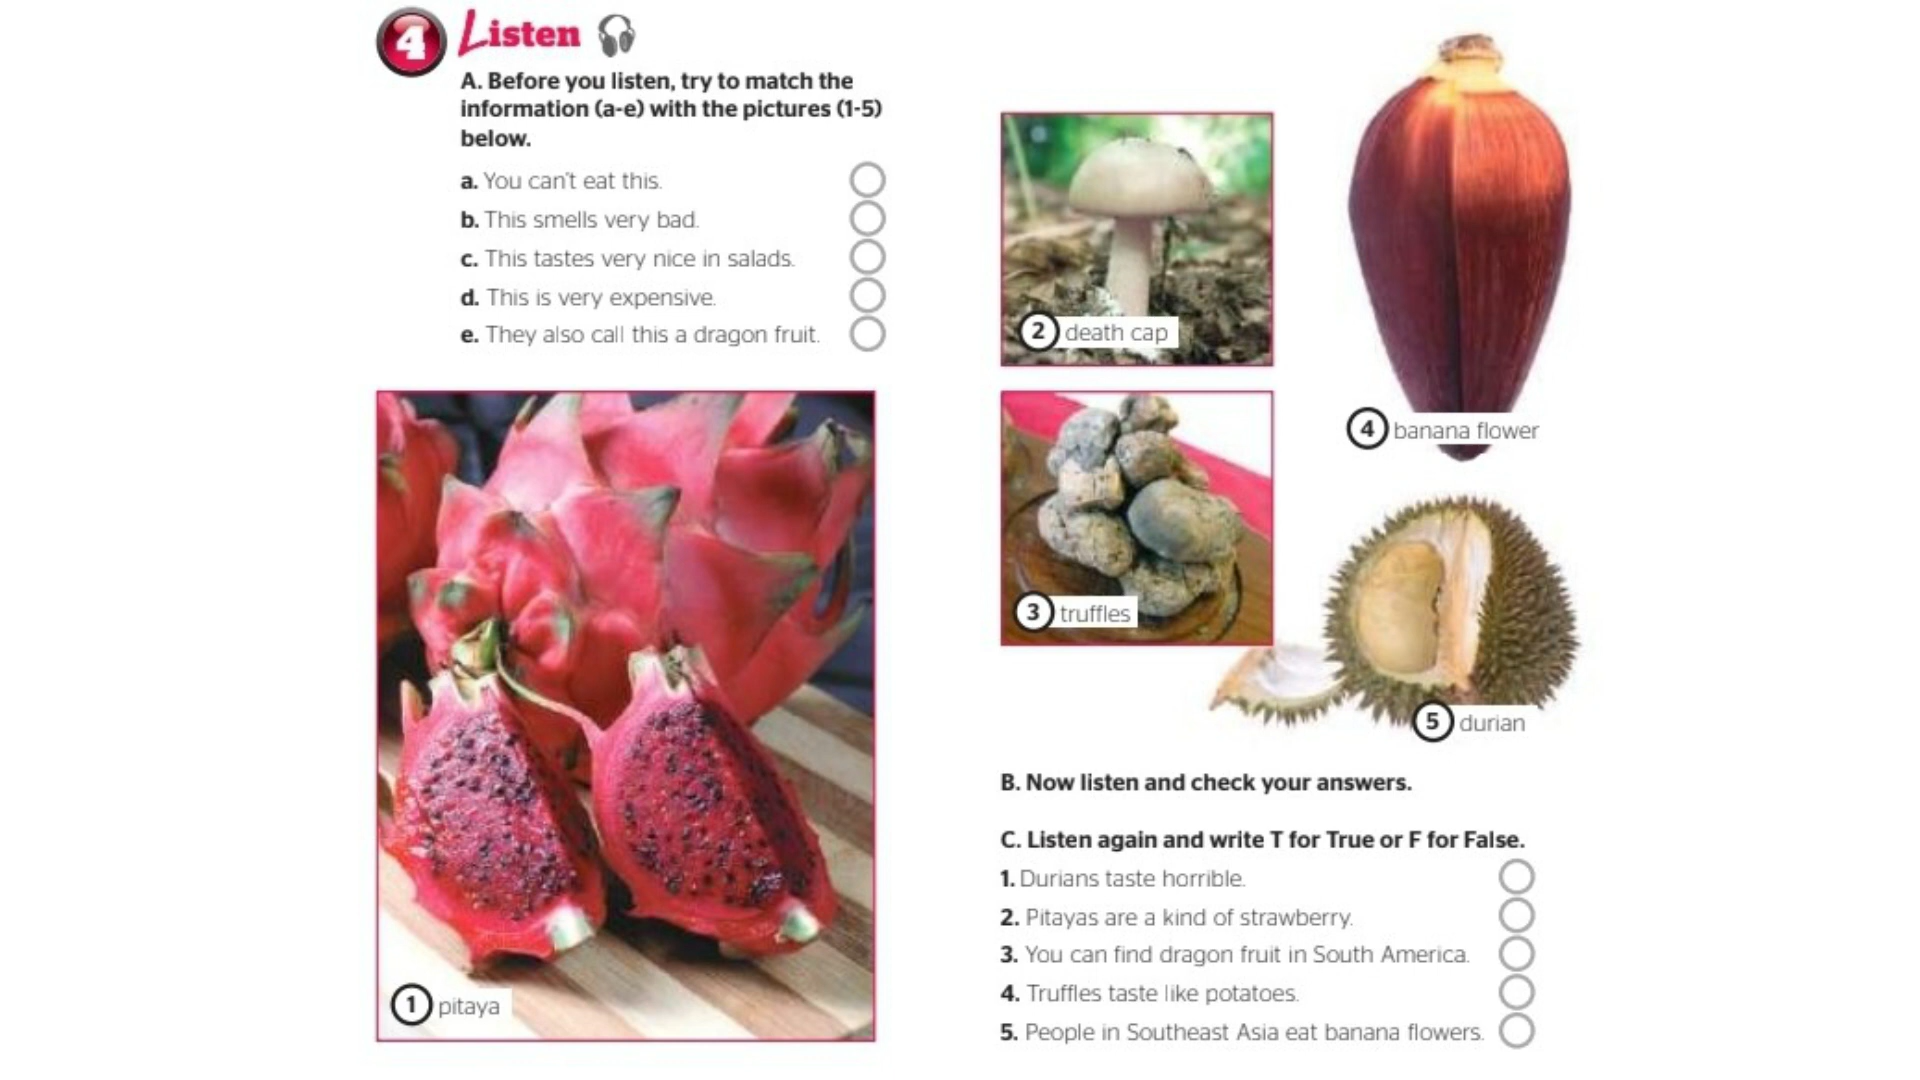 4 Listen
A. Before you listen, try to match the
information (a-e) with the pictures (1-5)
below.
a. You can't eat this.
b. This smells very bad.
c. This tastes very nice in salads.
d. This is very expensive.
e. They also call this a dragon fruit.
1 pitaya
2 death cap
3 truffles
4 banana flower
5 durian
B. Now listen and check your answers.
C. Listen again and write T for True or F for False.
1. Durians taste horrible.
2. Pitayas are a kind of strawberry.
3. You can find dragon fruit in South America.
4. Truffles taste like potatoes.
5. People in Southeast Asia eat banana flowers.